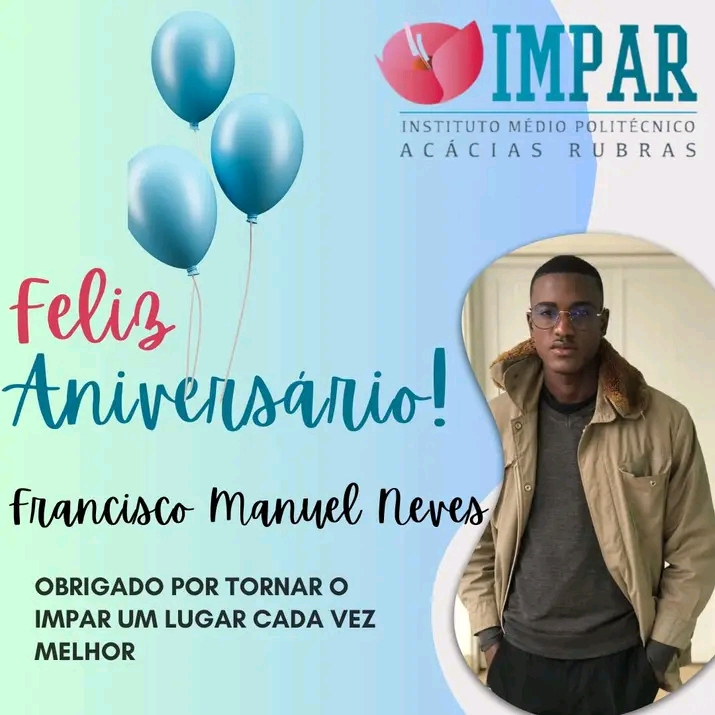 IMPAR
INSTITUTO MÉDIO POLITÉCNICO
ACÁCIAS RUBRAS
Feliz
Aniversário!
Francisco Manuel Neves
OBRIGADO POR TORNAR O
IMPAR UM LUGAR CADA VEZ
MELHOR